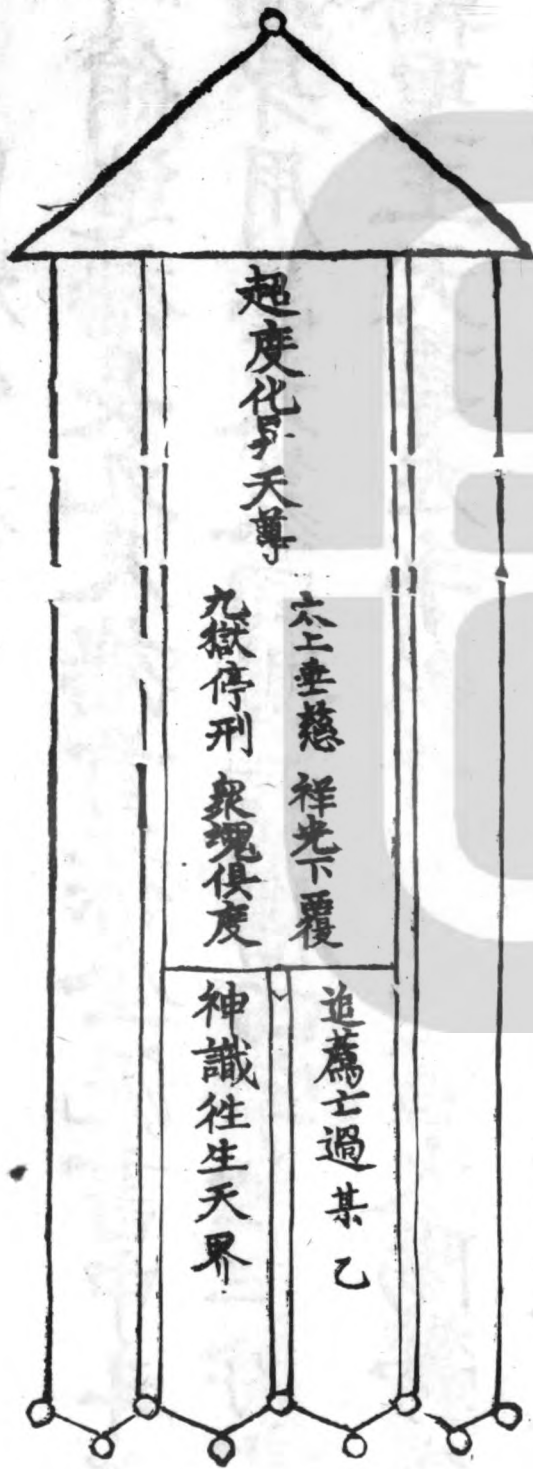 超度化昇天尊
太上垂慈 祥光下覆
九獄停刑 衆魂俱度
追薦亡過某乙
神識往生天界